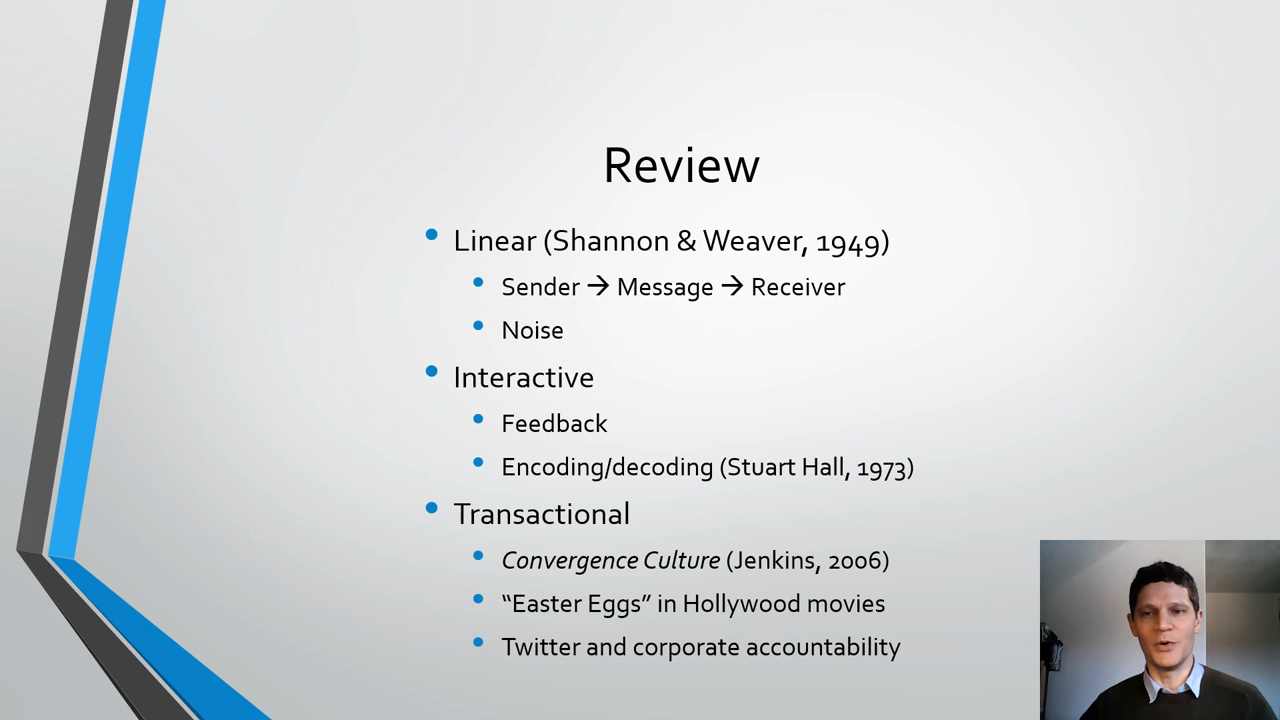 Review
• Linear (Shannon & Weaver, 1949)
• Sender → Message → Receiver
• Noise
• Interactive
• Feedback
• Encoding/decoding (Stuart Hall, 1973)
• Transactional
• Convergence Culture (Jenkins, 2006)
• “Easter Eggs” in Hollywood movies
• Twitter and corporate accountability